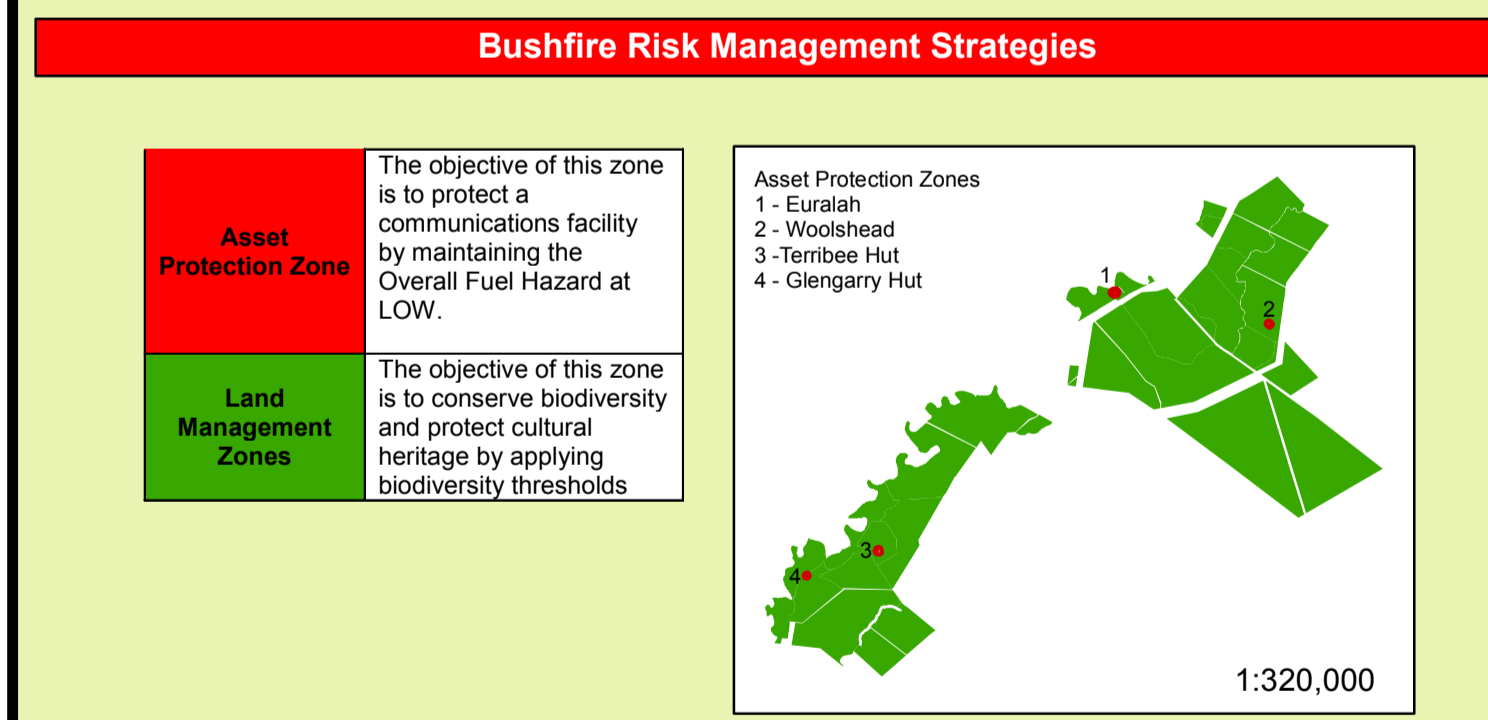 Bushfire Risk Management Strategies
Asset
Protection Zone
The objective of this zone
is to protect a
communications facility
by maintaining the
Overall Fuel Hazard at
LOW.
Land
Management
Zones
The objective of this zone
is to conserve biodiversity
and protect cultural
heritage by applying
biodiversity thresholds
Asset Protection Zones
1 - Euralah
2 - Woolshead
3 -Terribee Hut
4 - Glengarry Hut
1
2
3
4
1:320,000